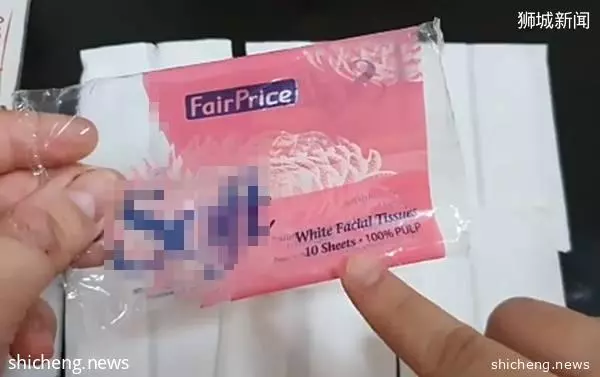 狮城新闻
FairPrice
White Facial Tissues
10 Sheets • 100% PULP
shicheng.news
shicheng.news